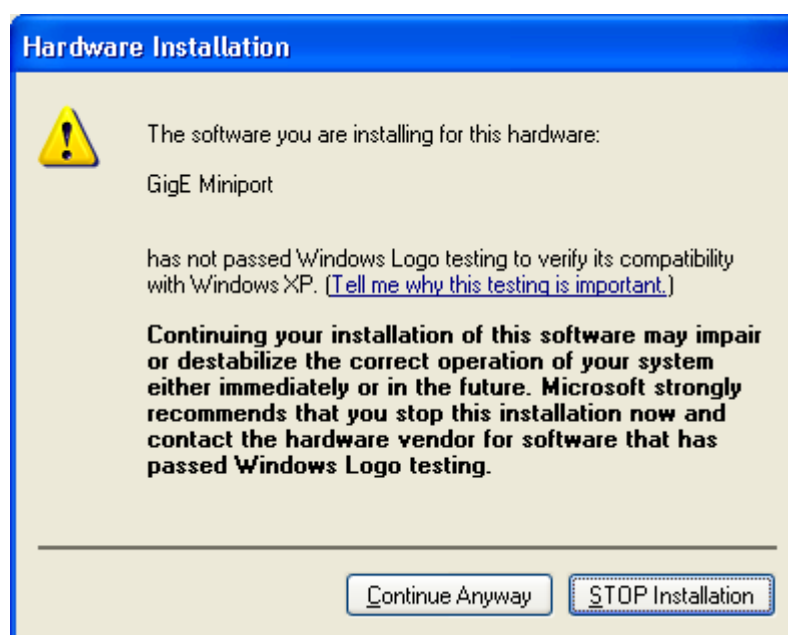 Hardware Installation
The software you are installing for this hardware:
GigE Miniport
has not passed Windows Logo testing to verify its compatibility
with Windows XP. (Tell me why this testing is important.)
Continuing your installation of this software may impair
or destabilize the correct operation of your system
either immediately or in the future. Microsoft strongly
recommends that you stop this installation now and
contact the hardware vendor for software that has
passed Windows Logo testing.
Continue Anyway
STOP Installation